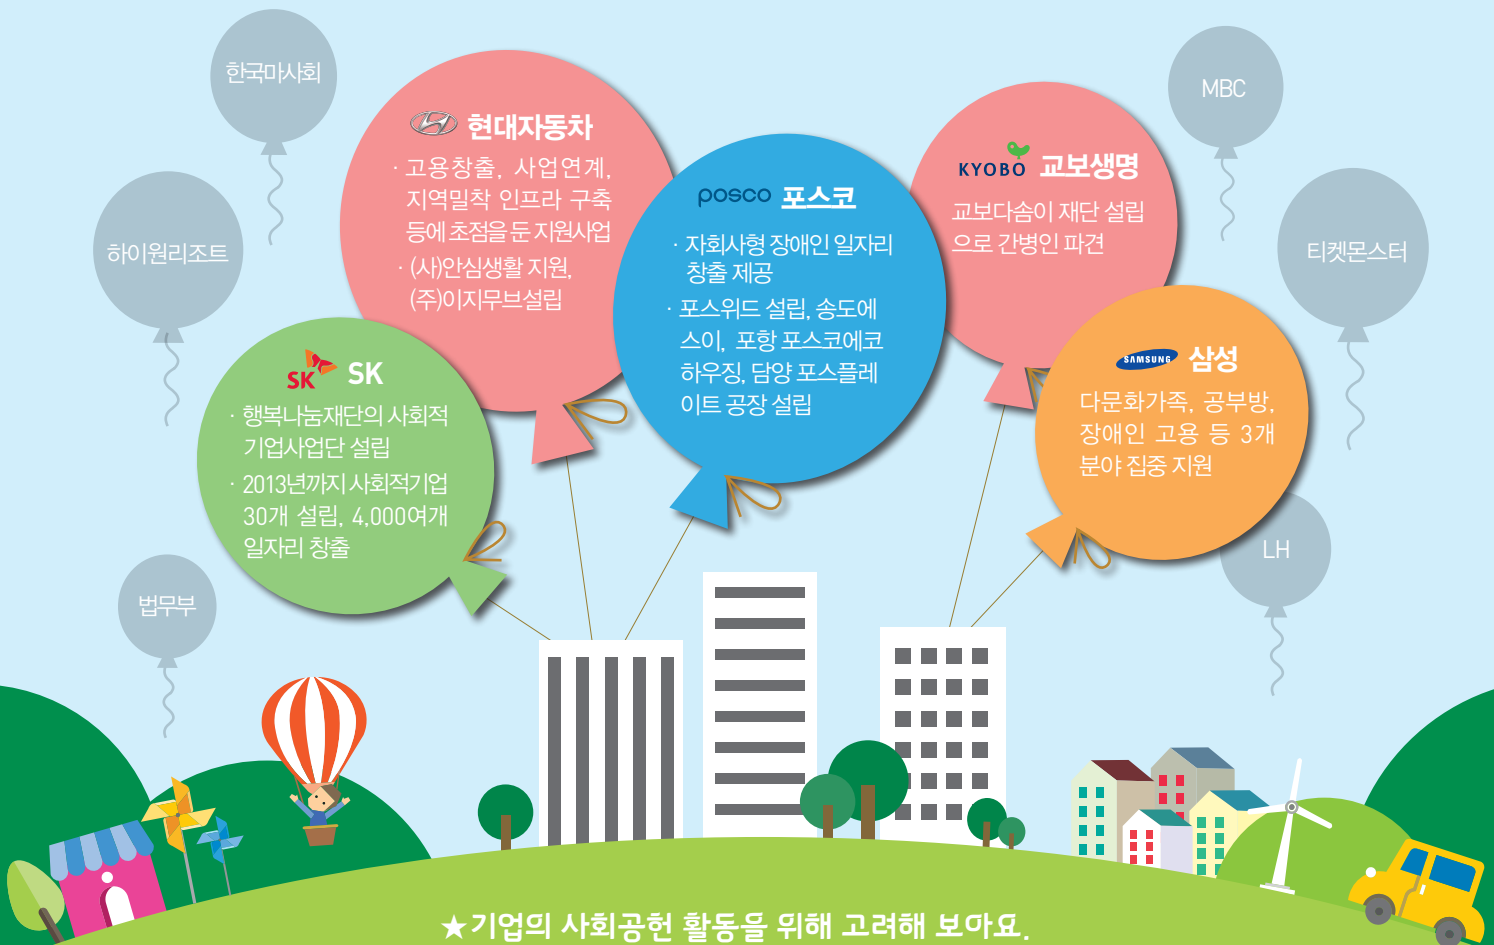 한국마사회
하이원리조트
법무부
현대자동차
· 고용창출, 사업연계,
지역밀착 인프라 구축
등에 초점을 둔 지원사업
· (사)안심생활 지원,
(주)이지무브설립
SK SK
· 행복나눔재단의 사회적
기업사업단 설립
· 2013년까지 사회적기업
30개 설립, 4,000여개
일자리 창출
posco 포스코
· 자회사형 장애인 일자리
창출 제공
· 포스위드 설립, 송도에
스이, 포항 포스코에코
하우징, 담양 포스플레
이트 공장 설립
KYOBO 교보생명
교보다솜이 재단 설립
으로 간병인 파견
SAMSUNG 삼성
다문화가족, 공부방,
장애인 고용 등 3개
분야 집중 지원
MBC
티켓몬스터
LH
★기업의 사회공헌 활동을 위해 고려해 보아요.